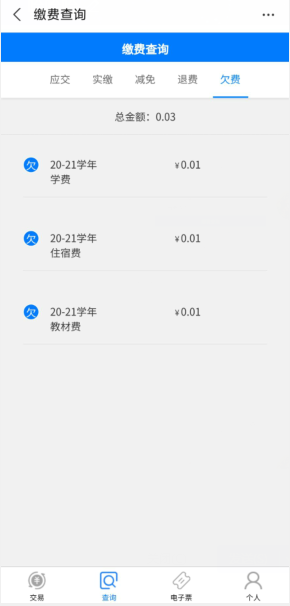 缴费查询
缴费查询
应交 实缴 减免 退费 欠费
总金额：0.03
欠 20-21学年 ¥0.01
学费
欠 20-21学年 ¥0.01
住宿费
欠 20-21学年 ¥0.01
教材费
交易 查询 电子票 个人